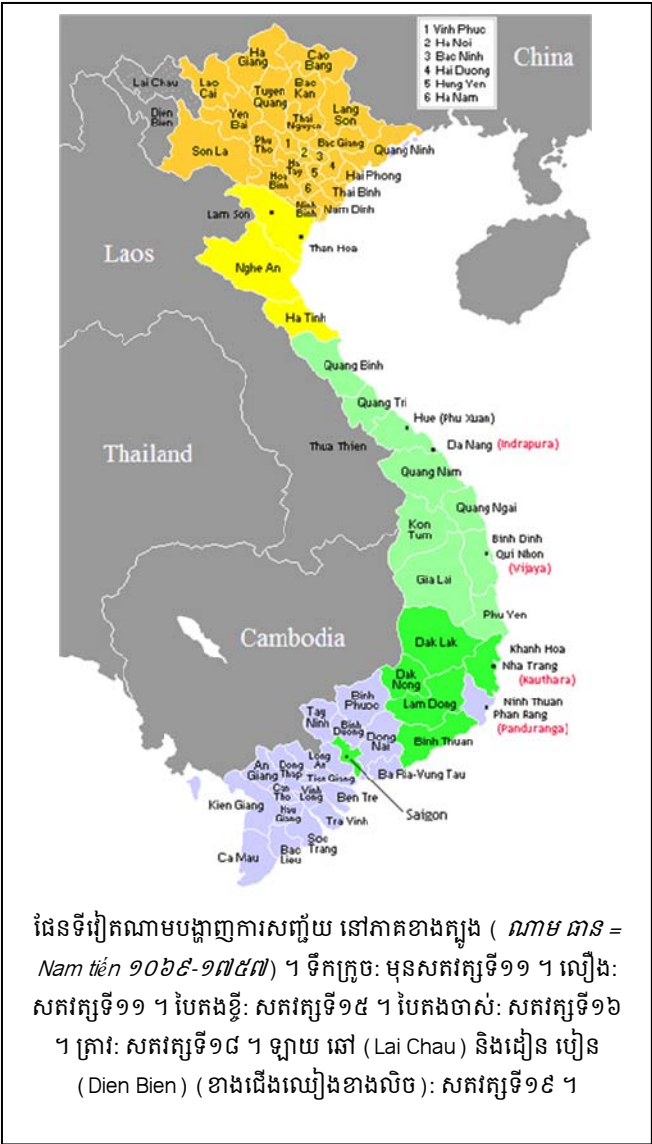 1 Vinh Phuc
2 Ha Noi
3 Bac Ninh
4 Hai Duong
5 Hung Yen
6 Ha Nam
China
Ha Giang
Cao Bang
Lai Chau
Lao Cai
Tuyen Quang
Bac Kan
Dien Bien
Yen Bai
Thai Nguyen
Lang Son
Son La
Phu Tho
1
2
3
Bac Giang
Quang Ninh
Ha Tay
4
5
Hoa Binh
6
Hai Phong
Thai Binh
Ninh Binh
Nam Dinh
Lam Son
Than Hoa
Laos
Nghe An
Ha Tinh
Quang Binh
Quang Tri
Hue (Phu Xuan)
Thailand
Thua Thien
Da Nang (Indrapura)
Quang Nam
Quang Ngai
Kon Tum
Binh Dinh
Qui Nhon
(Vijaya)
Gia Lai
Phu Yen
Cambodia
Dak Lak
Khanh Hoa
Nha Trang
(Kauthara)
Dak Nong
Binh Phuoc
Lam Dong
Ninh Thuan
Phan Rang
(Panduranga)
Tay Ninh
Binh Duong
Dong Nai
Binh Thuan
Long An
An Giang
Dong Thap
Tien Giang
Ba Ria-Vung Tau
Can Tho
Vinh Long
Ben Tre
Kien Giang
Hau Giang
Tra Vinh
Saigon
Soc Trang
Bac Lieu
Ca Mau
ផែនទីវៀតណាមបង្ហាញការសញ្ជ័យ នៅភាគខាងត្បូង ( ណាម ធាន =
Nam tiến ១០៦៩-១៧៥៧) ។ ទឹកក្រូច: មុនសតវត្សទី១១ ។ លឿង:
សតវត្សទី១១ ។ បៃតងខ្ចី: សតវត្សទី១៥ ។ បៃតងចាស់: សតវត្សទី១៦
។ ត្រាវ: សតវត្សទី១៨ ។ ឡាយ ឆៅ (Lai Chau) និងដៀន បៀន
(Dien Bien) (ខាងជើងឈៀងខាងលិច): សតវត្សទី១៩ ។